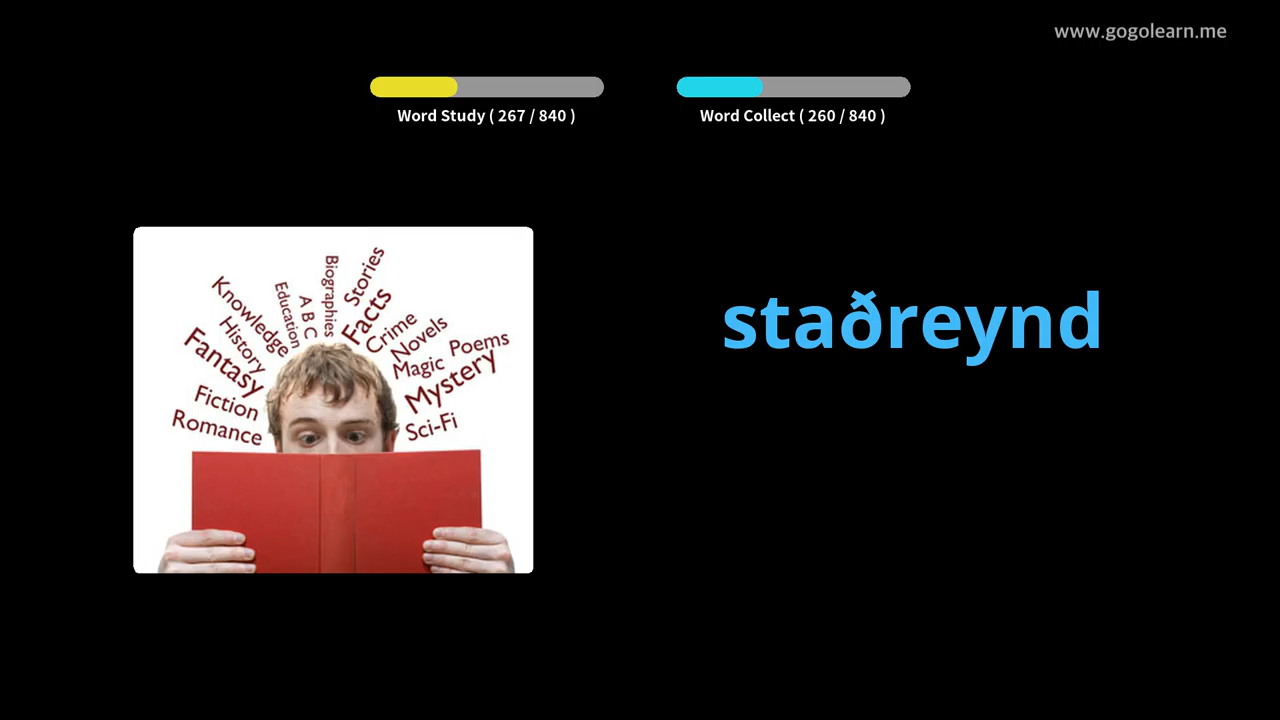 www.gogolearn.me
Word Study ( 267 / 840 )
Word Collect ( 260 / 840 )
staðreynd
Romance
Fiction
Fantasy
History
Knowledge
Education
A B C
Biographies
Stories
Facts
Crime
Novels
Magic
Poems
Mystery
Sci-Fi